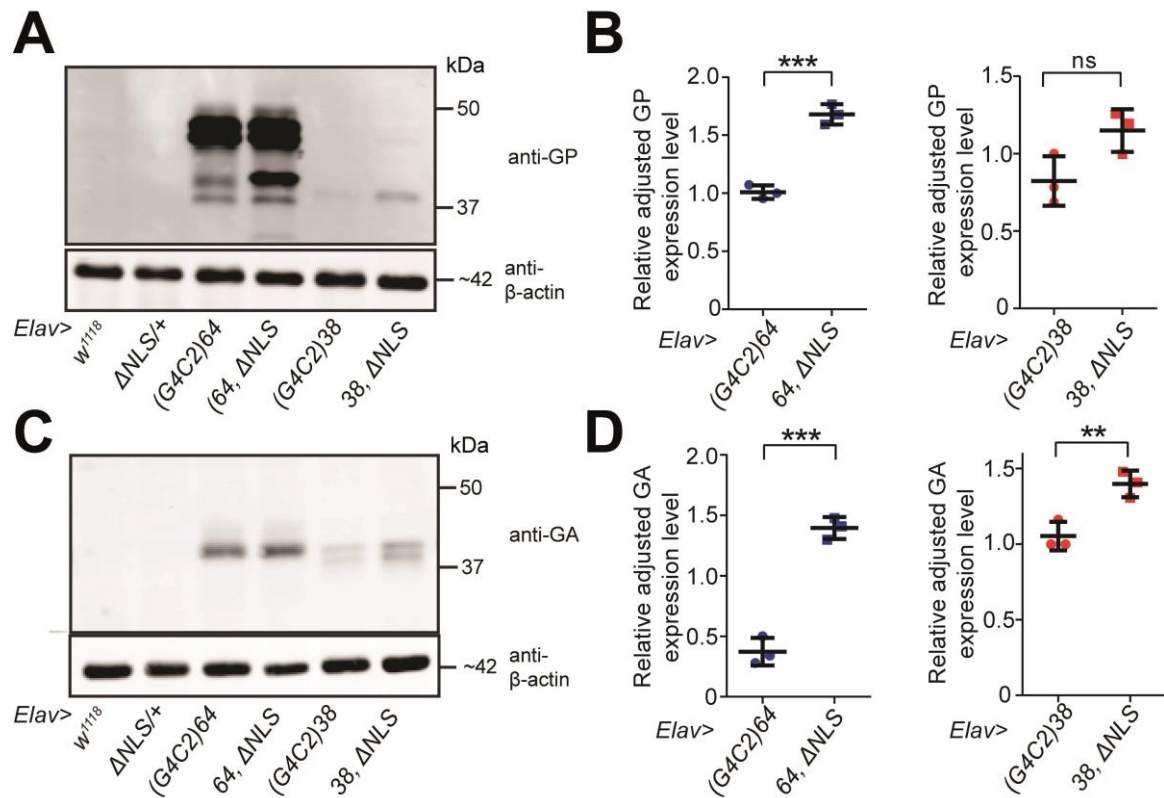 A
kDa
50
anti-GP
37
~42
anti-
β-actin
Elav>
w1118
ΔNLS/+
(G4C2)64
(64, ΔNLS
(G4C2)38
38, ΔNLS
B
***
2.0
1.5
1.0
0.5
0
Relative adjusted GP
expression level
Elav>
(G4C2)64
64, ΔNLS
ns
1.5
1.0
0.5
0
Relative adjusted GP
expression level
Elav>
(G4C2)38
38, ΔNLS
C
kDa
50
anti-GA
37
~42
anti-
β-actin
Elav>
w1118
ΔNLS/+
(G4C2)64
64, ΔNLS
(G4C2)38
38, ΔNLS
D
***
2.0
1.5
1.0
0.5
0
Relative adjusted GA
expression level
Elav>
(G4C2)64
64, ΔNLS
**
1.5
1.0
0.5
0
Relative adjusted GA
expression level
Elav>
(G4C2)38
38, ΔNLS